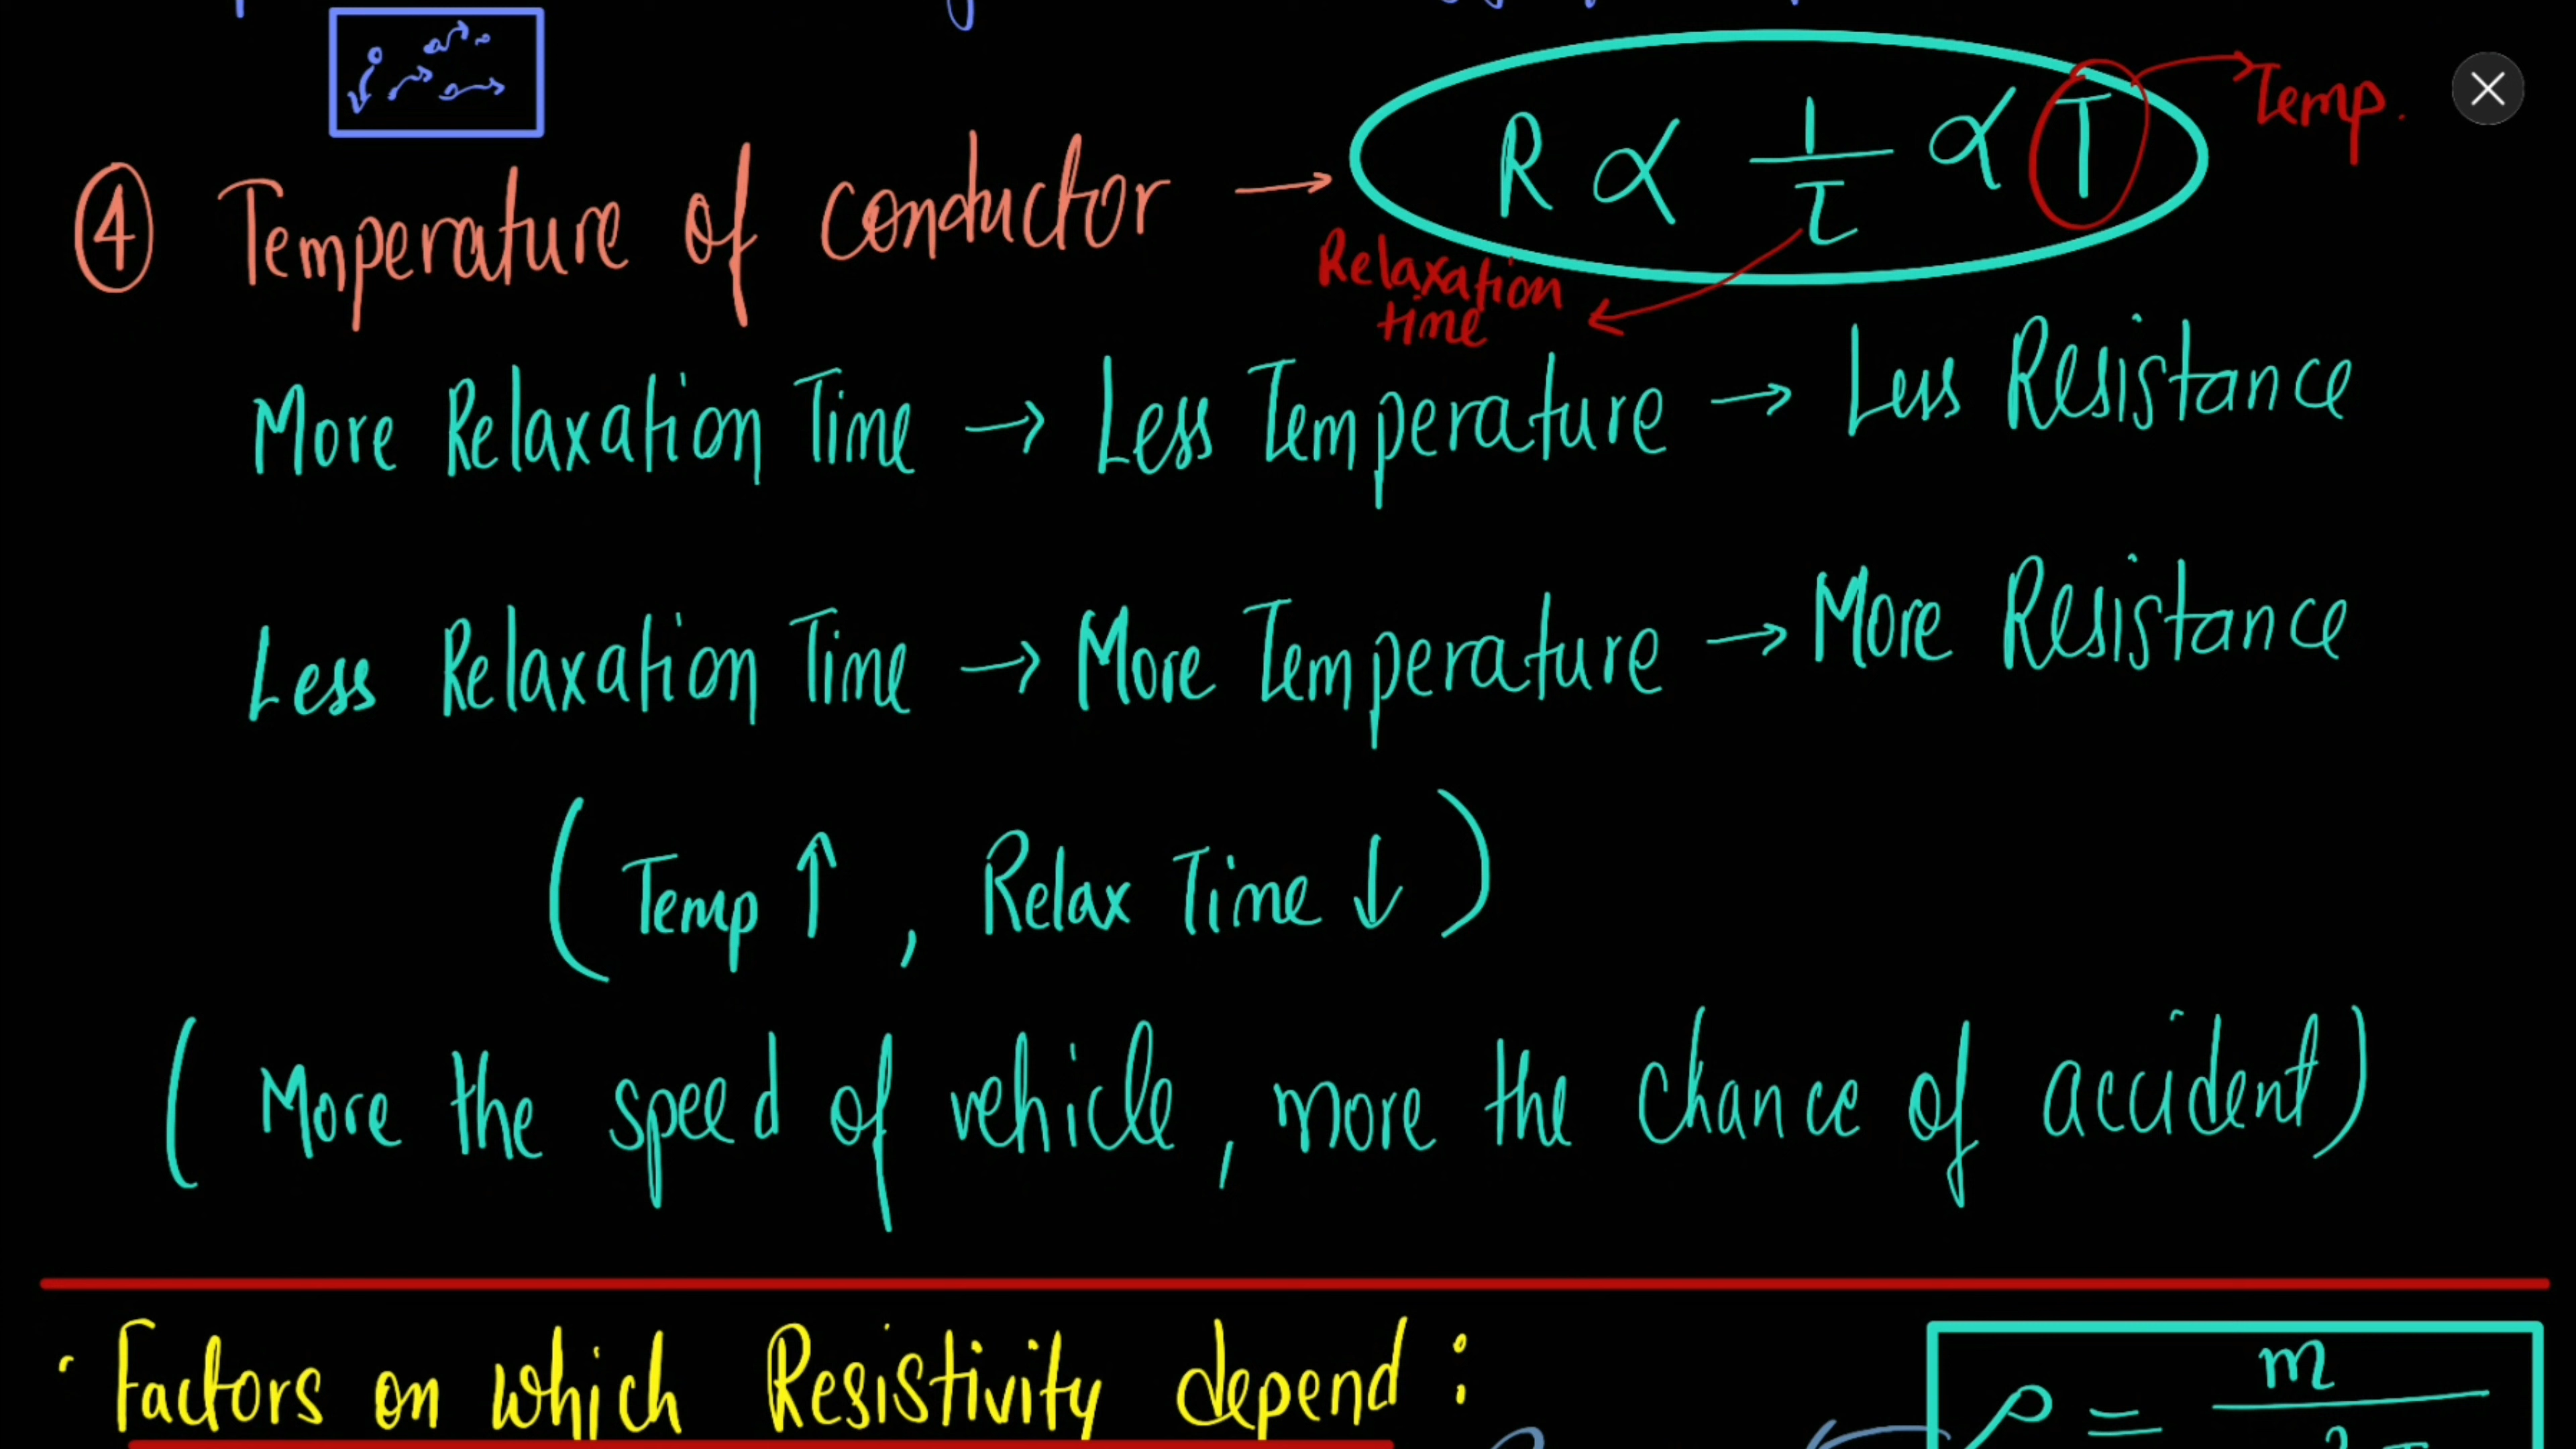 ④ Temperature of conductor → R ∝ 1/τ ∝ T
Temp.
Relaxation time
More Relaxation Time → Less Temperature → Less Resistance
Less Relaxation Time → More Temperature → More Resistance
(Temp ↑, Relax Time ↓)
(More the speed of vehicle, more the chance of accident)
· Factors on which Resistivity depend :
ρ = m